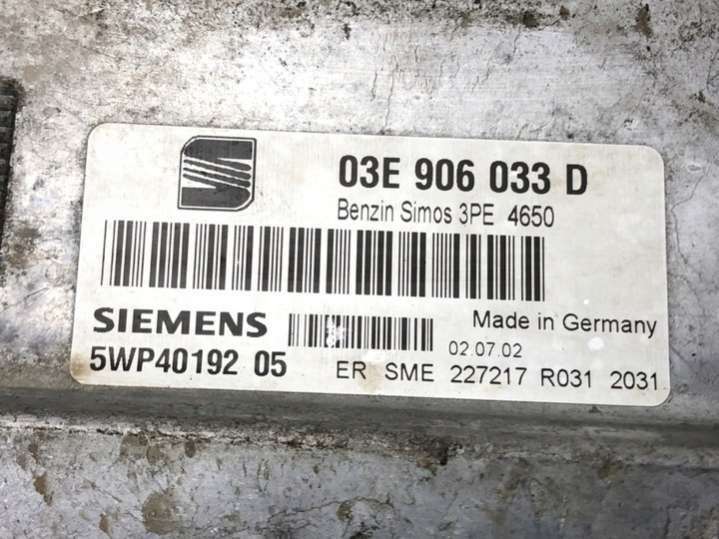 03E 906 033 D
Benzin Simos 3PE 4650
SIEMENS
Made in Germany
02.07.02
5WP40192 05
ER SME 227217 R031 2031